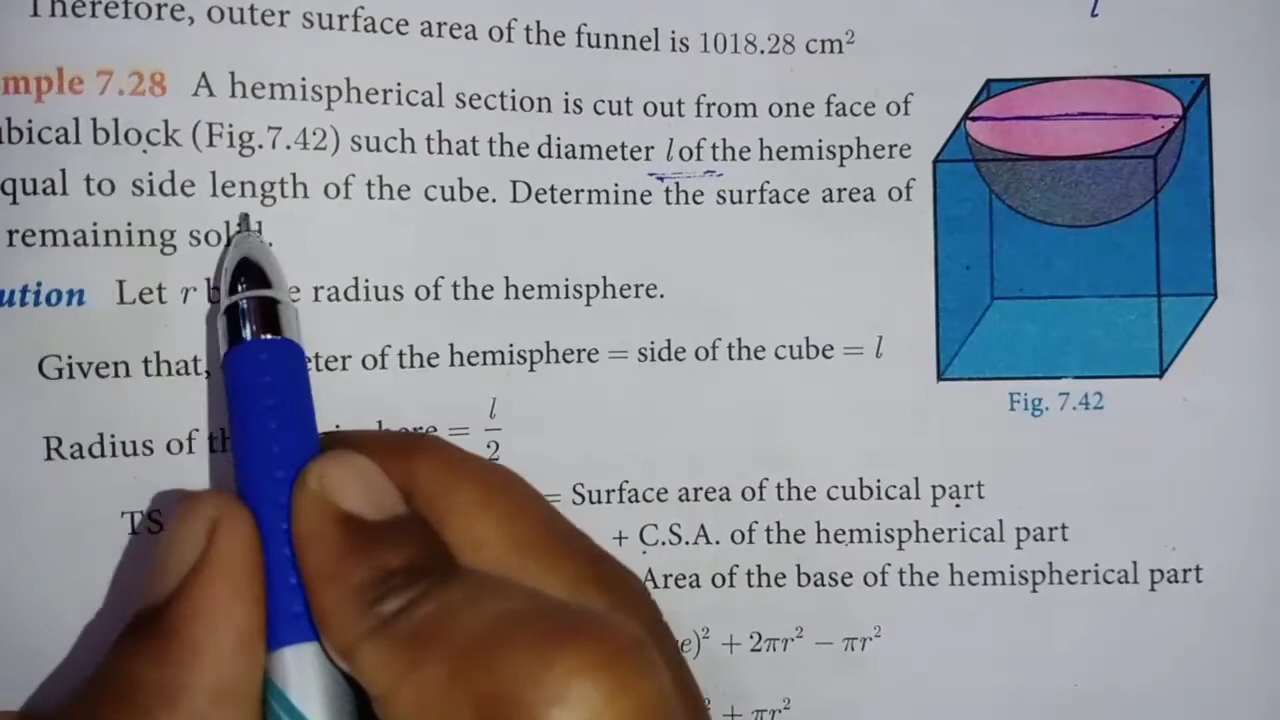 Therefore, outer surface area of the funnel is 1018.28 cm²
l
mple 7.28 A hemispherical section is cut out from one face of
ubical block (Fig.7.42) such that the diameter l of the hemisphere
qual to side length of the cube. Determine the surface area of
remaining
ution Let r radius of the hemisphere.
Given that, eter of the hemisphere = side of the cube = l
Radius of = l/2
TS = Surface area of the cubical part
+ C.S.A. of the hemispherical part
Area of the base of the hemispherical part
e)² + 2πr² − πr²
² + πr²
Fig. 7.42